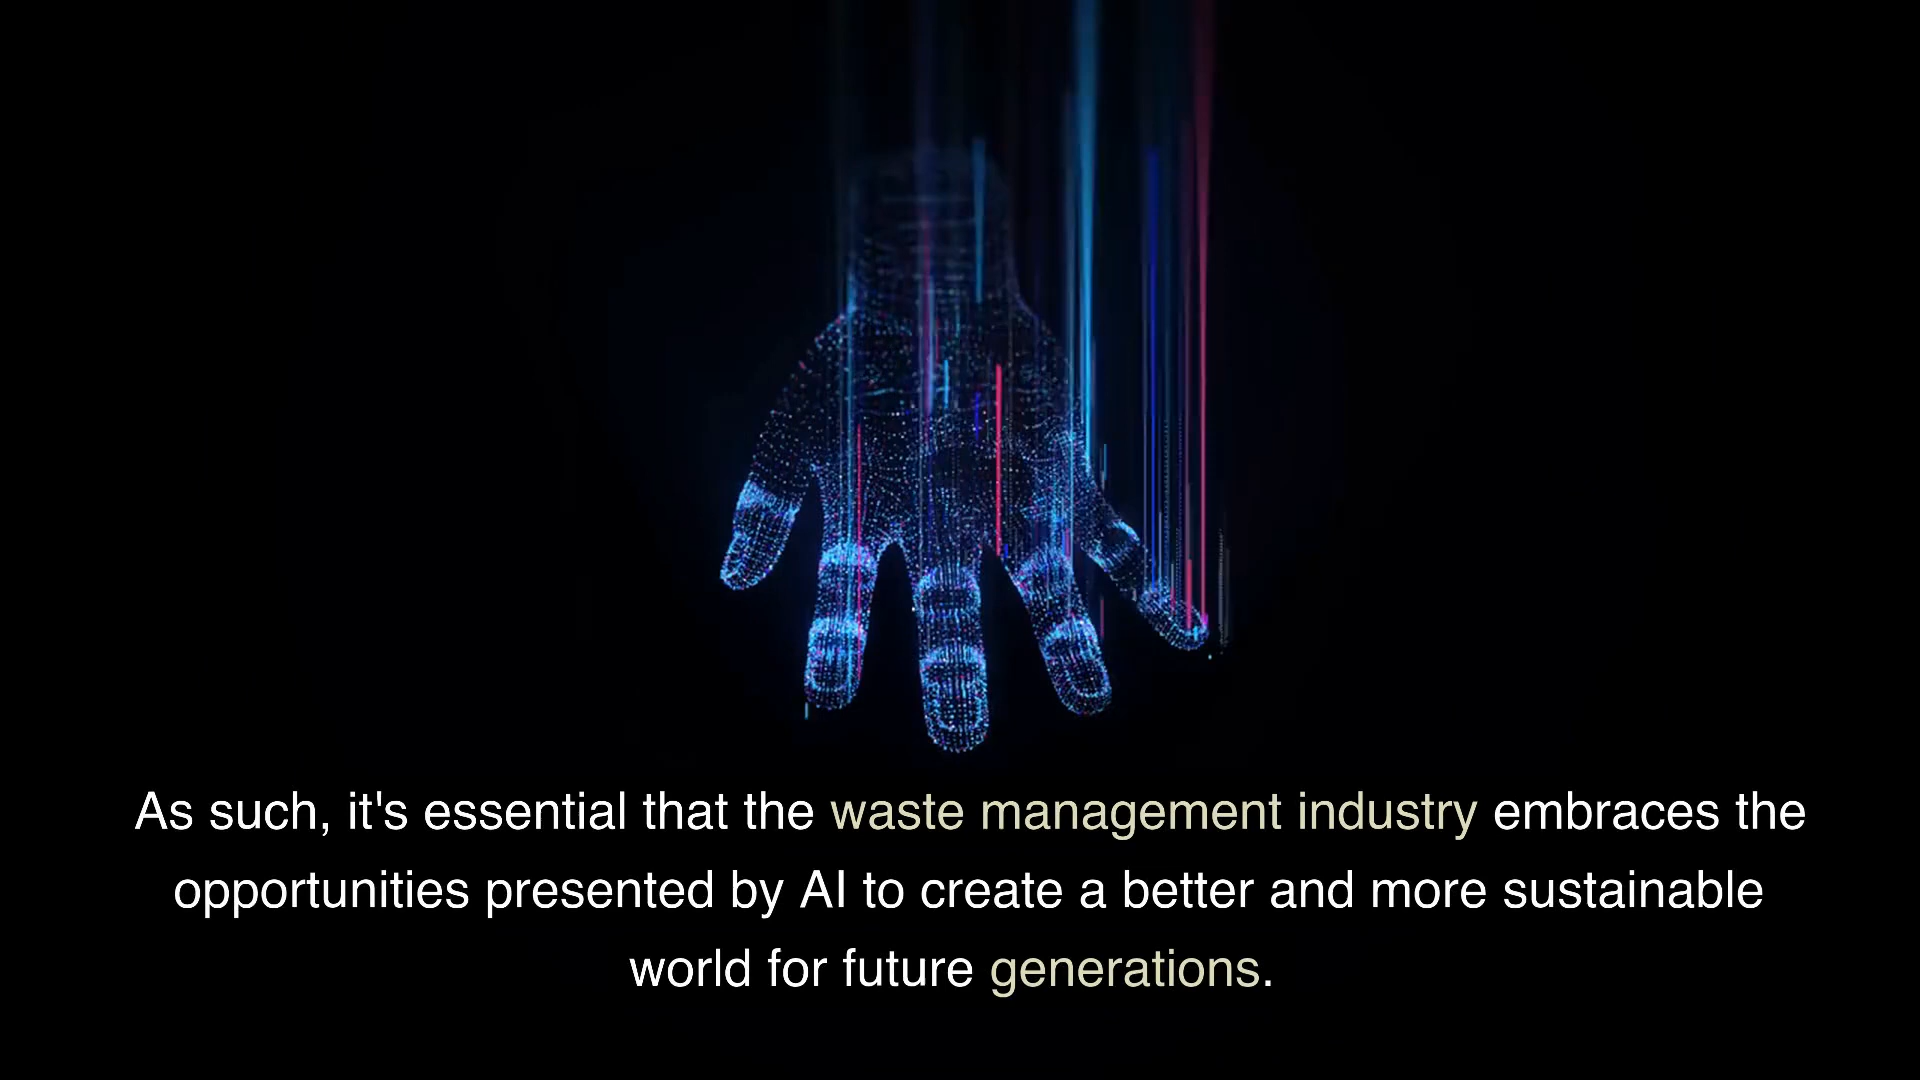 As such, it's essential that the waste management industry embraces the
opportunities presented by AI to create a better and more sustainable
world for future generations.